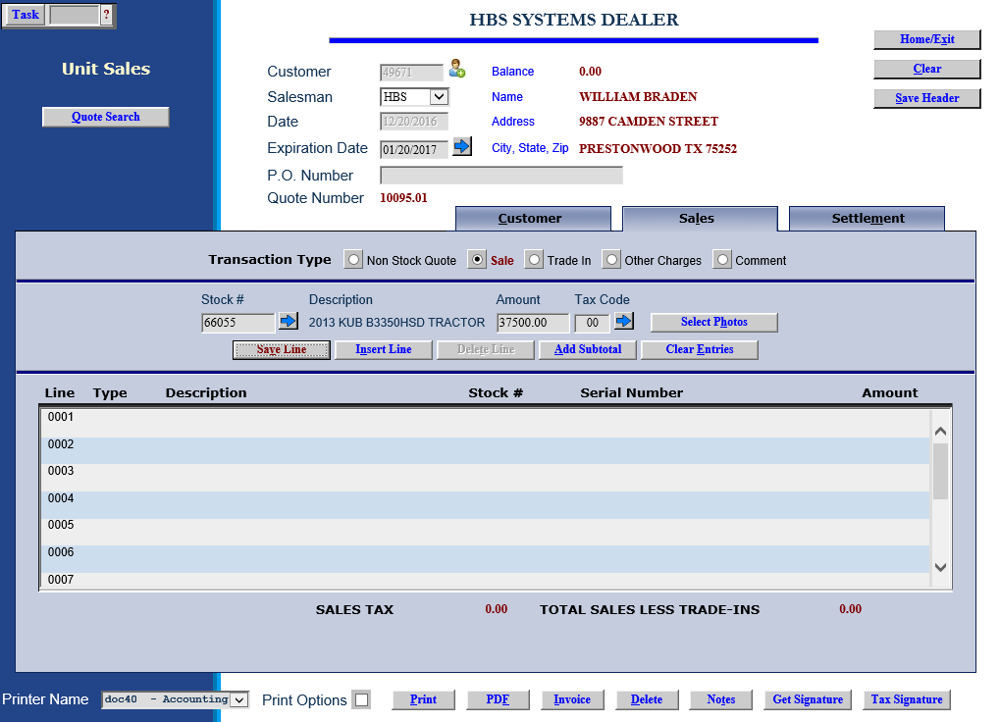 Task ?
HBS SYSTEMS DEALER
Home/Exit
Unit Sales
Customer 49671 Balance 0.00
Clear
Salesman HBS Name WILLIAM BRADEN
Save Header
Quote Search
Date 12/20/2016 Address 9887 CAMDEN STREET
Expiration Date 01/20/2017 City, State, Zip PRESTONWOOD TX 75252
P.O. Number
Quote Number 10095.01
Customer Sales Settlement
Transaction Type Non Stock Quote Sale Trade In Other Charges Comment
Stock # Description Amount Tax Code
66055 2013 KUB B3350HSD TRACTOR 37500.00 00 Select Photos
Save Line Insert Line Delete Line Add Subtotal Clear Entries
Line Type Description Stock # Serial Number Amount
0001
0002
0003
0004
0005
0006
0007
SALES TAX 0.00 TOTAL SALES LESS TRADE-INS 0.00
Printer Name doc40 - Accounting Print Options Print PDF Invoice Delete Notes Get Signature Tax Signature